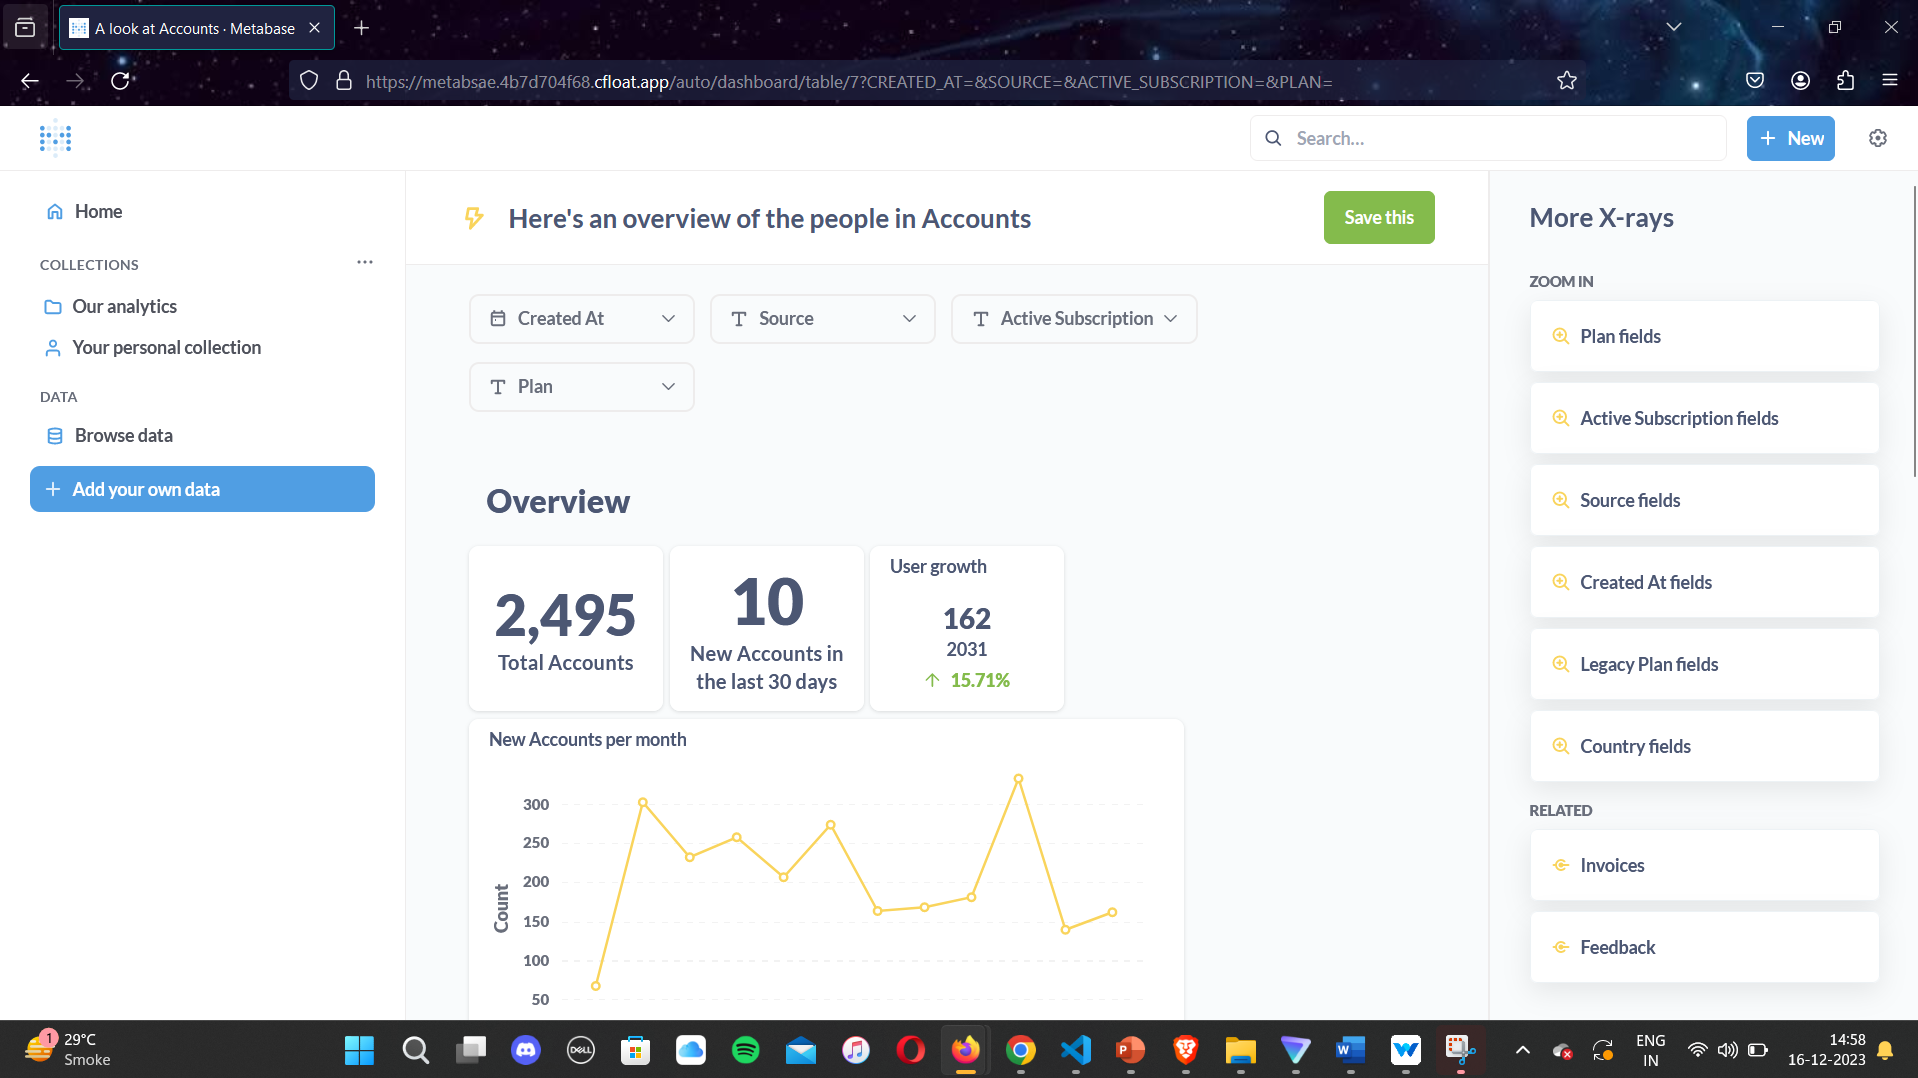 A look at Accounts · Metabase
https://metabsae.4b7d704f68.cfloat.app/auto/dashboard/table/7?CREATED_AT=&SOURCE=&ACTIVE_SUBSCRIPTION=&PLAN=
Search...
+ New
Home
COLLECTIONS
...
Our analytics
Your personal collection
DATA
Browse data
+ Add your own data
Here's an overview of the people in Accounts
Save this
Created At
Source
Active Subscription
Plan
Overview
2,495
Total Accounts
10
New Accounts in
the last 30 days
User growth
162
2031
↑ 15.71%
New Accounts per month
Count
300
250
200
150
100
50
More X-rays
ZOOM IN
Plan fields
Active Subscription fields
Source fields
Created At fields
Legacy Plan fields
Country fields
RELATED
Invoices
Feedback
1
29°C
Smoke
DELL
P
W
ENG
IN
14:58
16-12-2023